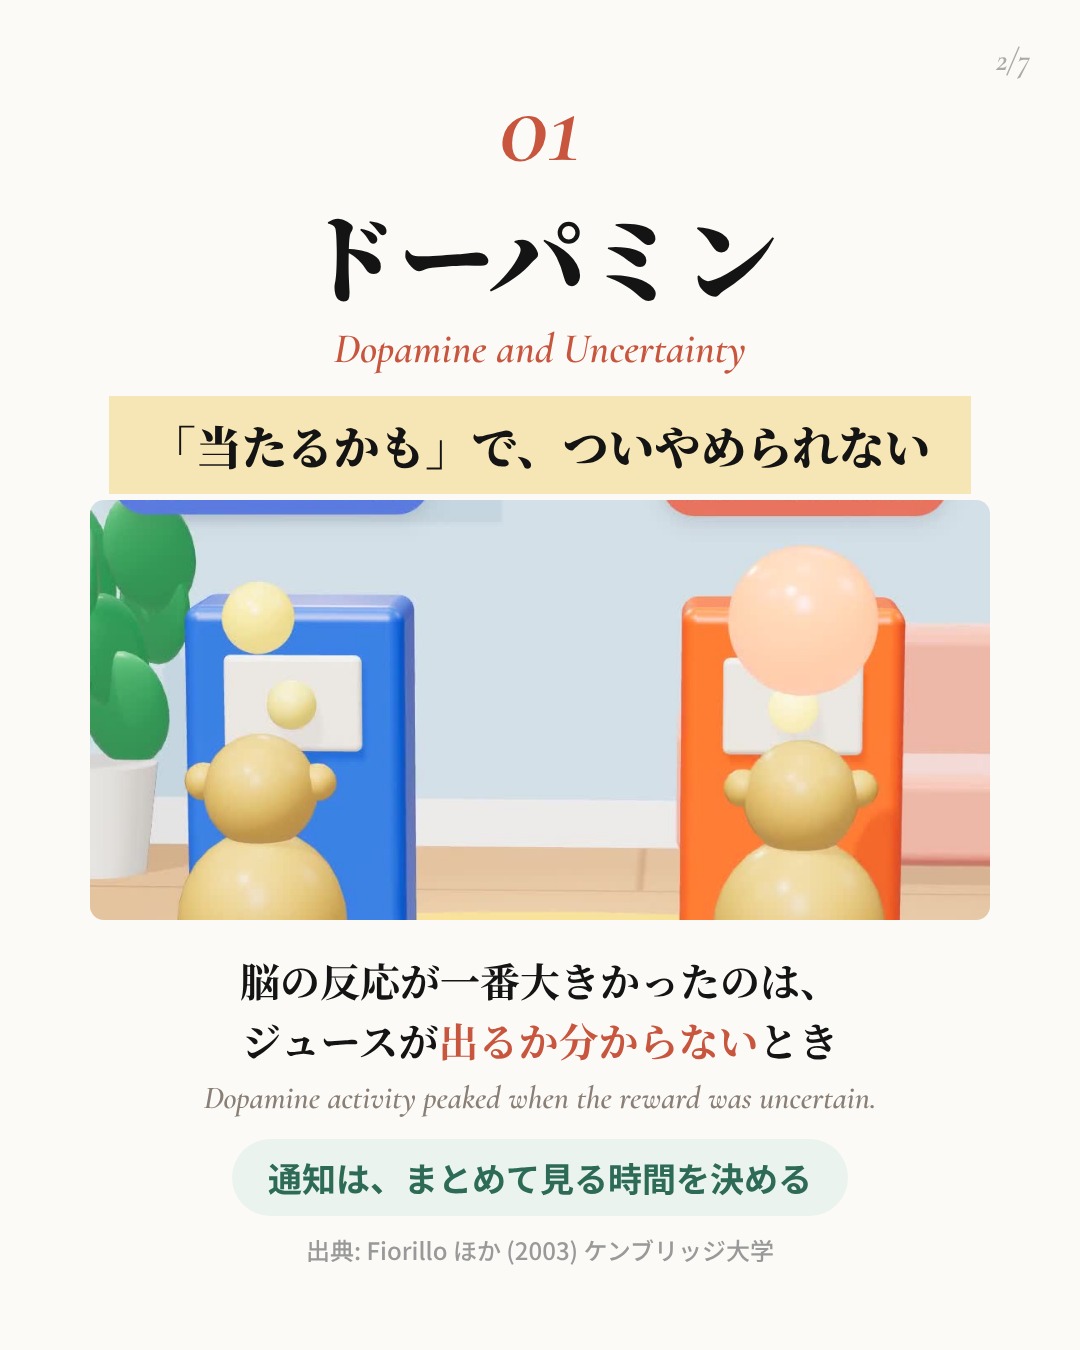 2/7
01
ドーパミン
Dopamine and Uncertainty
「当たるかも」で、ついやめられない
脳の反応が一番大きかったのは、
ジュースが出るか分からないとき
Dopamine activity peaked when the reward was uncertain.
通知は、まとめて見る時間を決める
出典: Fiorillo ほか (2003) ケンブリッジ大学